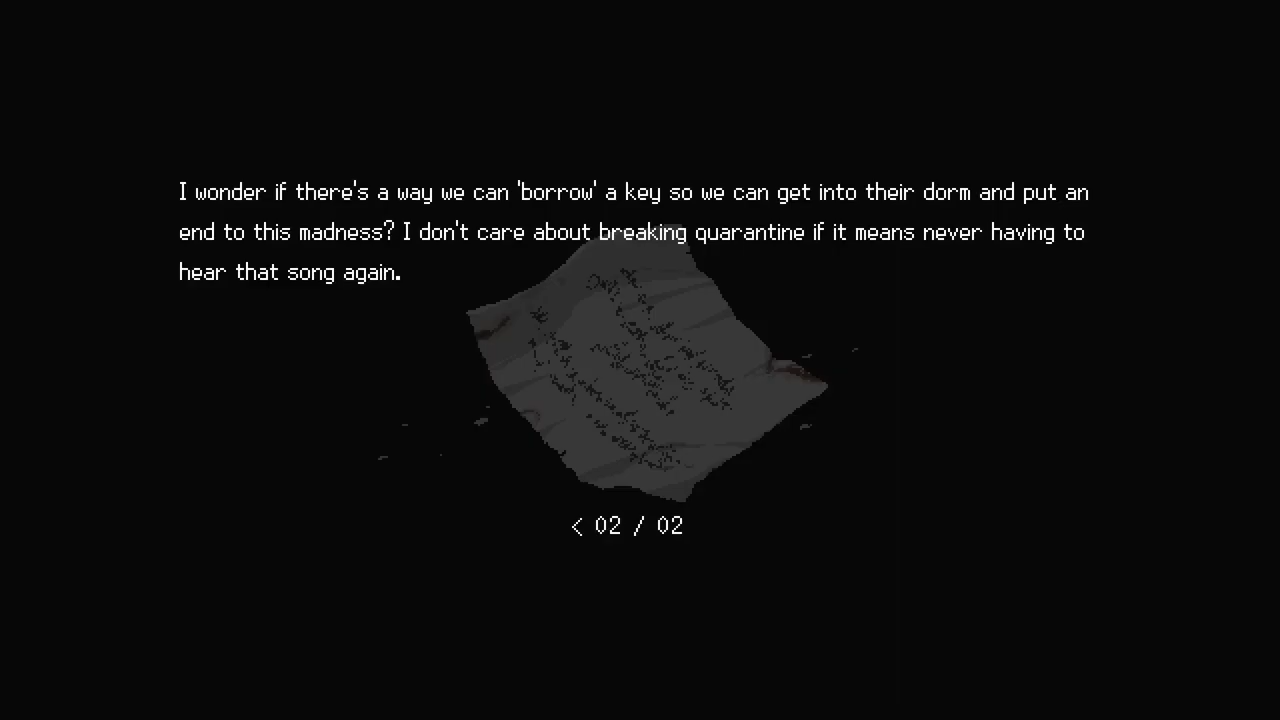 I wonder if there's a way we can 'borrow' a key so we can get into their dorm and put an
end to this madness? I don't care about breaking quarantine if it means never having to
hear that song again.
< 02 / 02